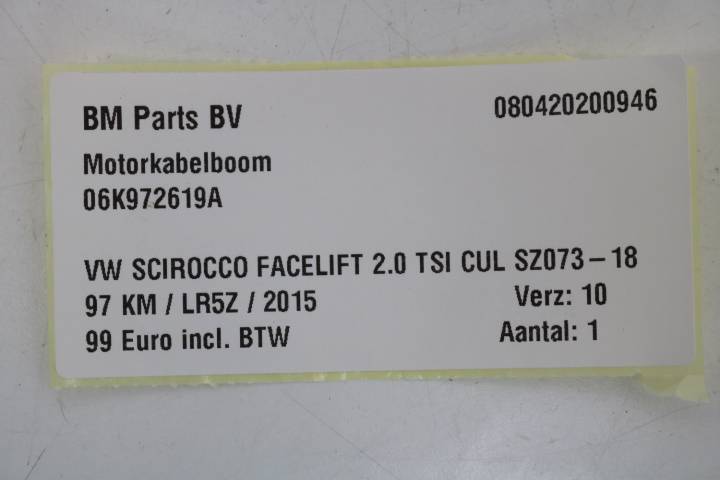 BM Parts BV 080420200946
Motorkabelboom
06K972619A
VW SCIROCCO FACELIFT 2.0 TSI CUL SZ073-18
97 KM / LR5Z / 2015 Verz: 10
99 Euro incl. BTW Aantal: 1